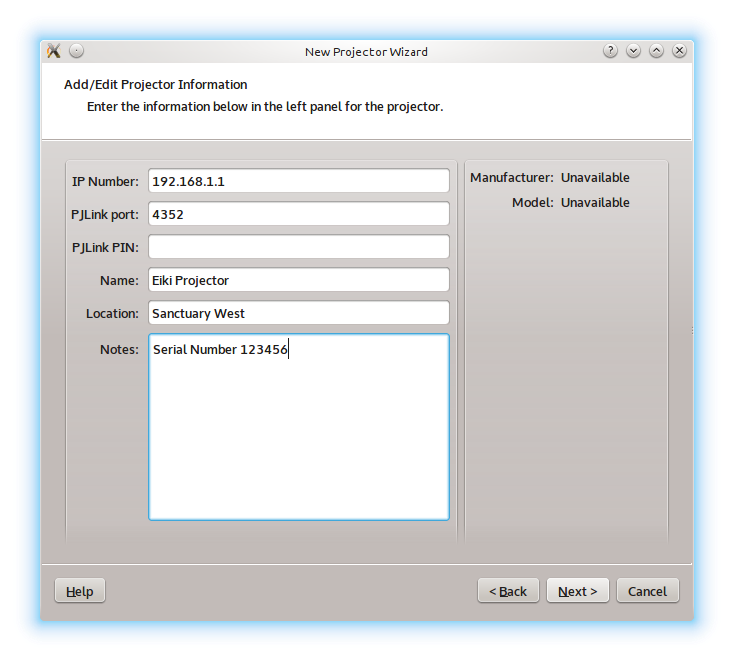 New Projector Wizard
Add/Edit Projector Information
Enter the information below in the left panel for the projector.
IP Number: 192.168.1.1
PJLink port: 4352
PJLink PIN:
Name: Eiki Projector
Location: Sanctuary West
Notes: Serial Number 123456
Manufacturer: Unavailable
Model: Unavailable
Help
< Back
Next >
Cancel